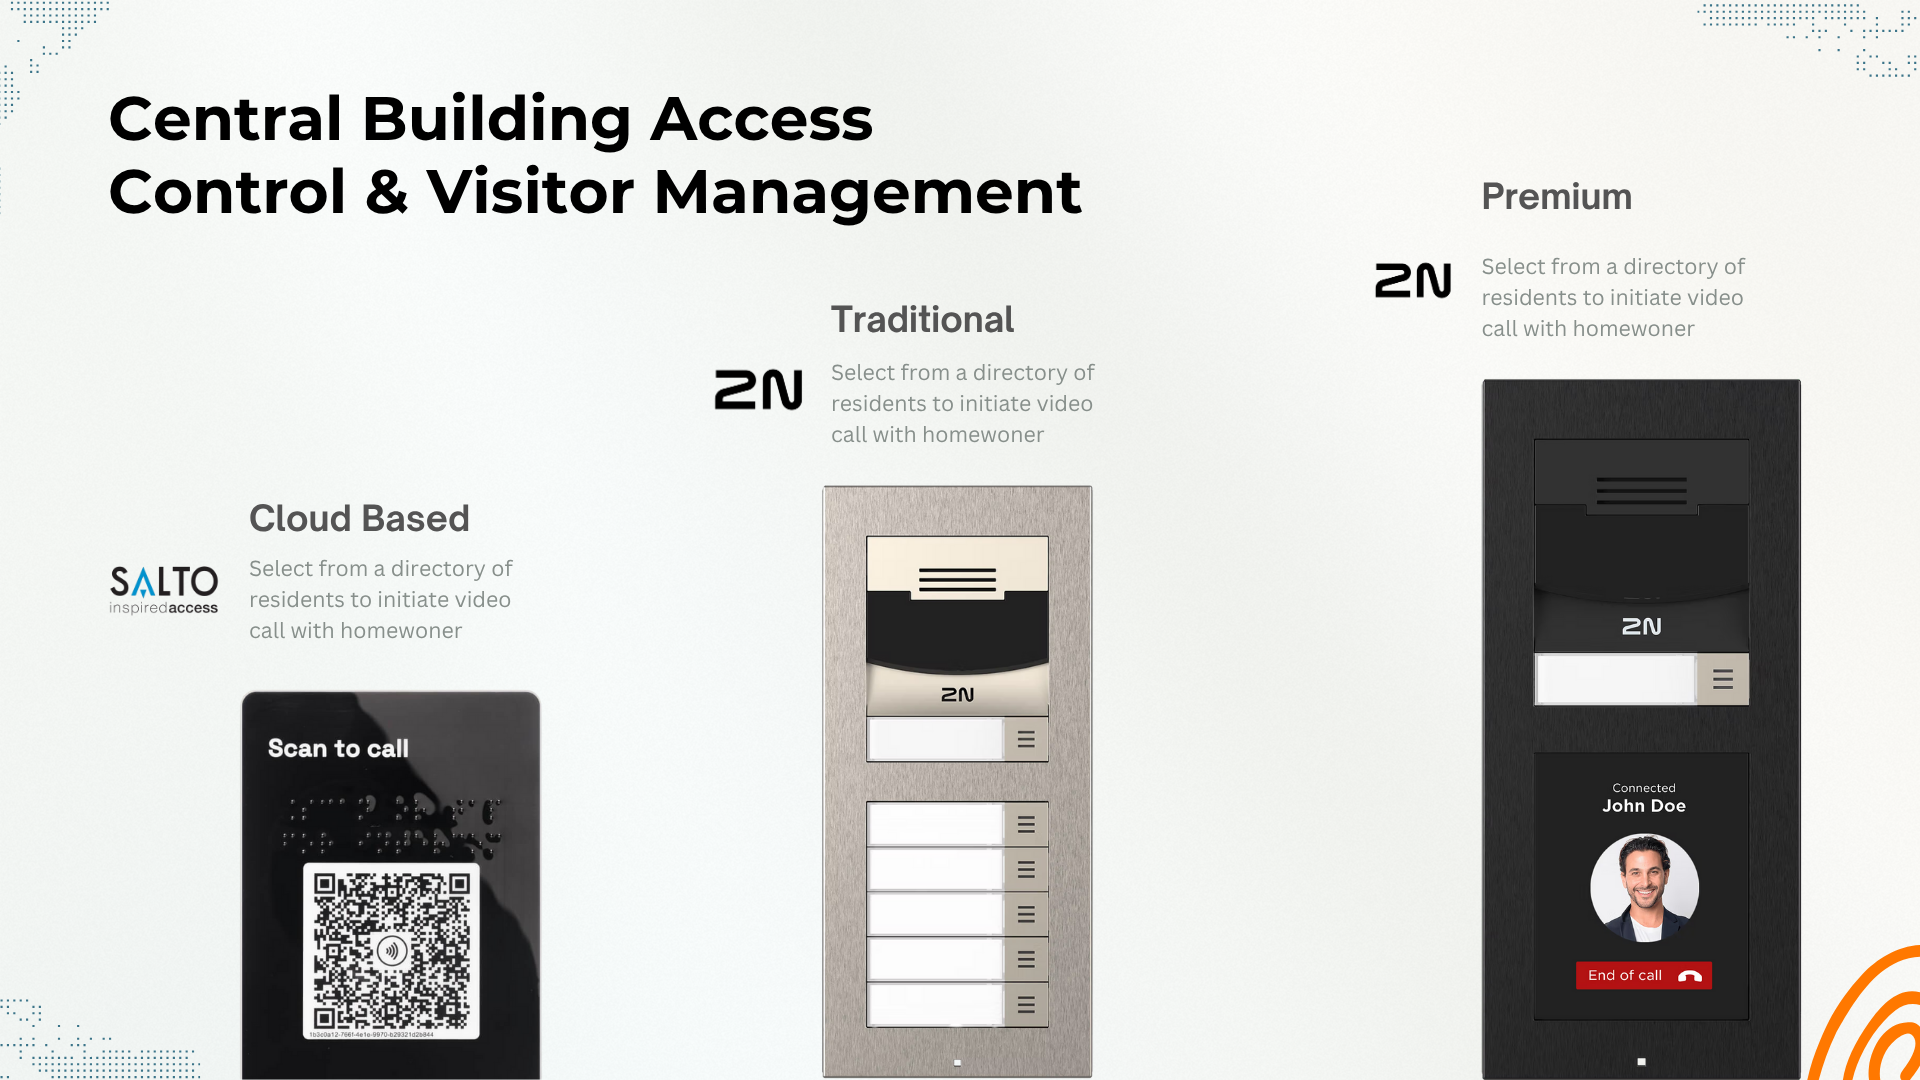 Central Building Access
Control & Visitor Management
Premium
2N
Select from a directory of
residents to initiate video
call with homewoner
Traditional
2N
Select from a directory of
residents to initiate video
call with homewoner
Cloud Based
SALTO
inspiredaccess
Select from a directory of
residents to initiate video
call with homewoner
Scan to call
2N
2N
Connected
John Doe
End of call